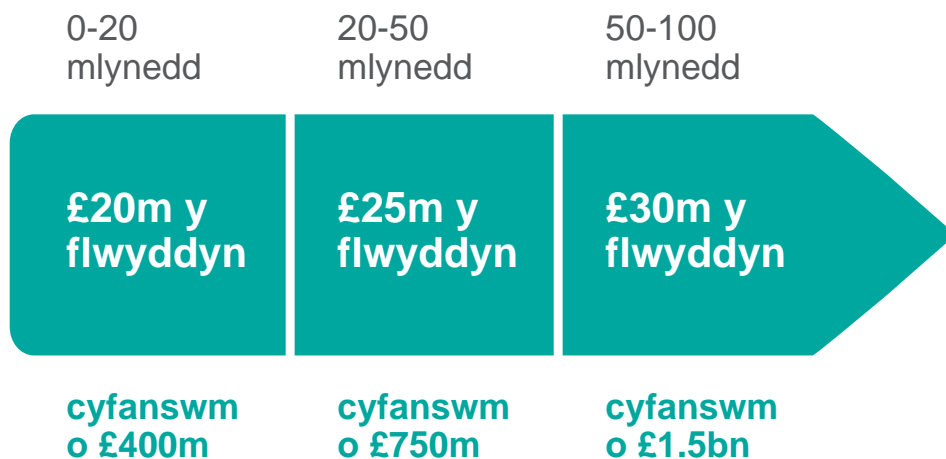 0-20
mlynedd
£20m y
flwyddyn
cyfanswm
o £400m
20-50
mlynedd
£25m y
flwyddyn
cyfanswm
o £750m
50-100
mlynedd
£30m y
flwyddyn
cyfanswm
o £1.5bn